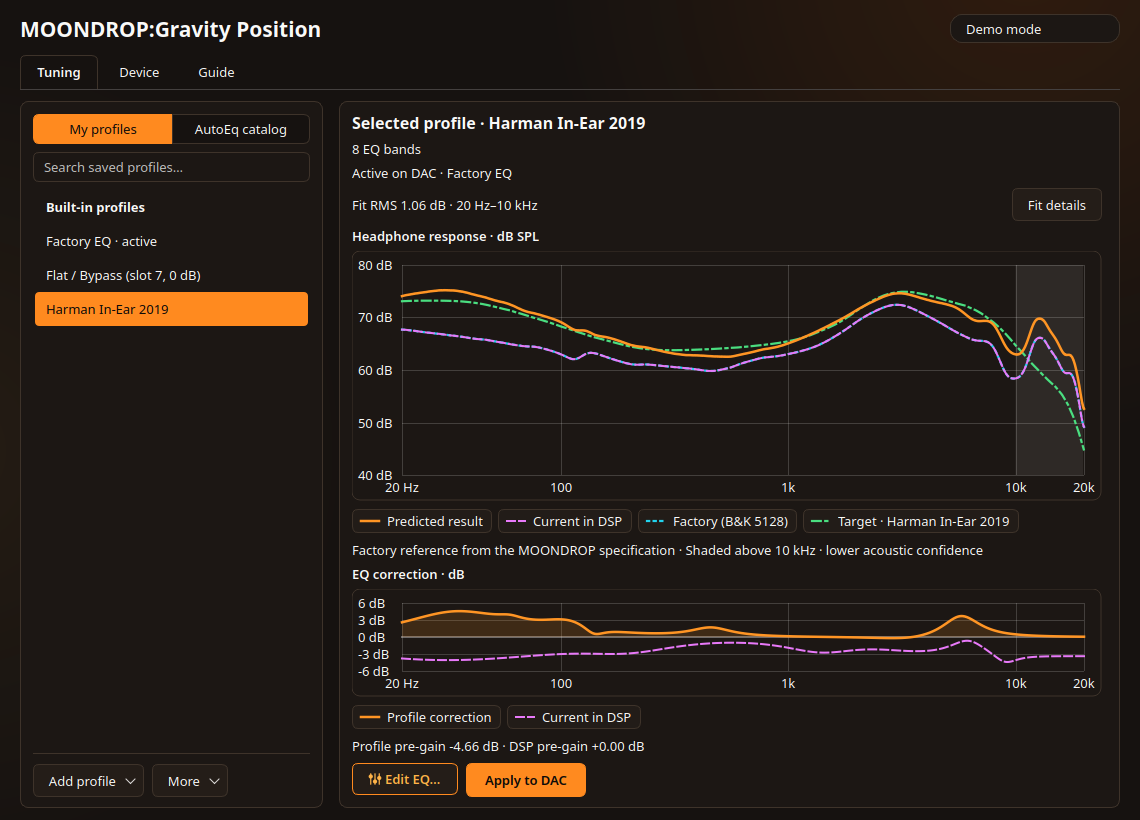 MOONDROP:Gravity Position
Demo mode
Tuning
Device
Guide
My profiles
AutoEq catalog
Search saved profiles...
Built-in profiles
Factory EQ · active
Flat / Bypass (slot 7, 0 dB)
Harman In-Ear 2019
Add profile
More
Selected profile · Harman In-Ear 2019
8 EQ bands
Active on DAC · Factory EQ
Fit RMS 1.06 dB · 20 Hz–10 kHz
Fit details
Headphone response · dB SPL
80 dB
70 dB
60 dB
50 dB
40 dB
20 Hz
100
1k
10k
20k
Predicted result
Current in DSP
Factory (B&K 5128)
Target · Harman In-Ear 2019
Factory reference from the MOONDROP specification · Shaded above 10 kHz · lower acoustic confidence
EQ correction · dB
6 dB
3 dB
0 dB
-3 dB
-6 dB
20 Hz
100
1k
10k
20k
Profile correction
Current in DSP
Profile pre-gain -4.66 dB · DSP pre-gain +0.00 dB
Edit EQ...
Apply to DAC